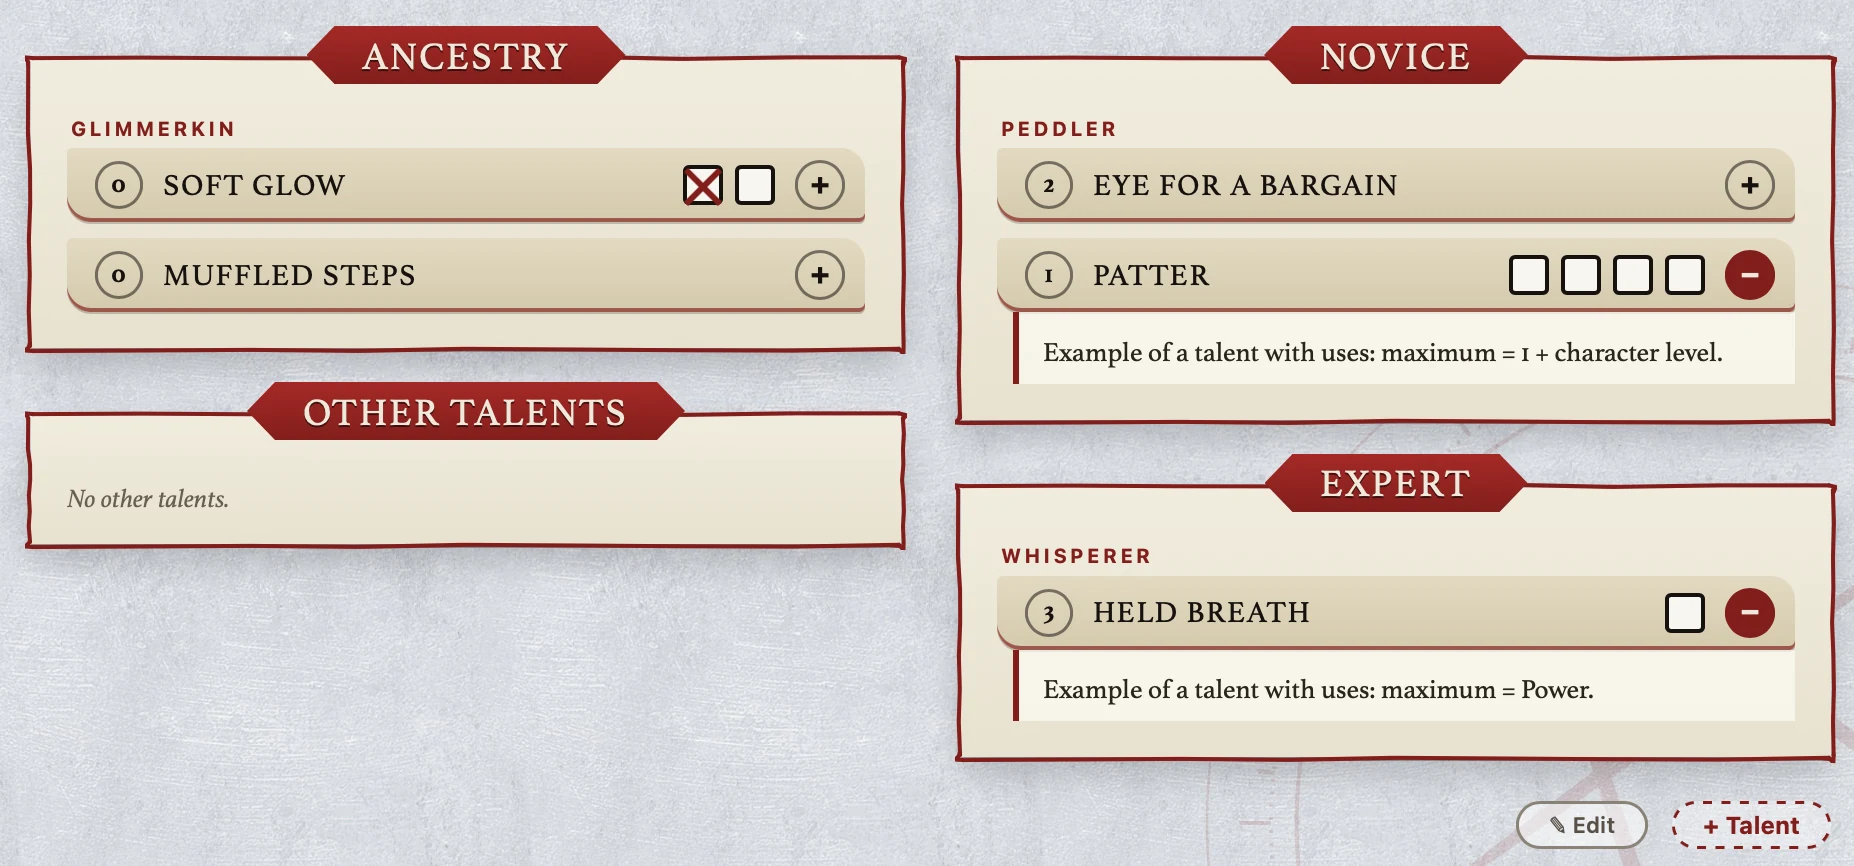 ANCESTRY
GLIMMERKIN
0 SOFT GLOW +
0 MUFFLED STEPS +
OTHER TALENTS
No other talents.
NOVICE
PEDDLER
2 EYE FOR A BARGAIN +
1 PATTER −
Example of a talent with uses: maximum = 1 + character level.
EXPERT
WHISPERER
3 HELD BREATH −
Example of a talent with uses: maximum = Power.
✎ Edit
+ Talent